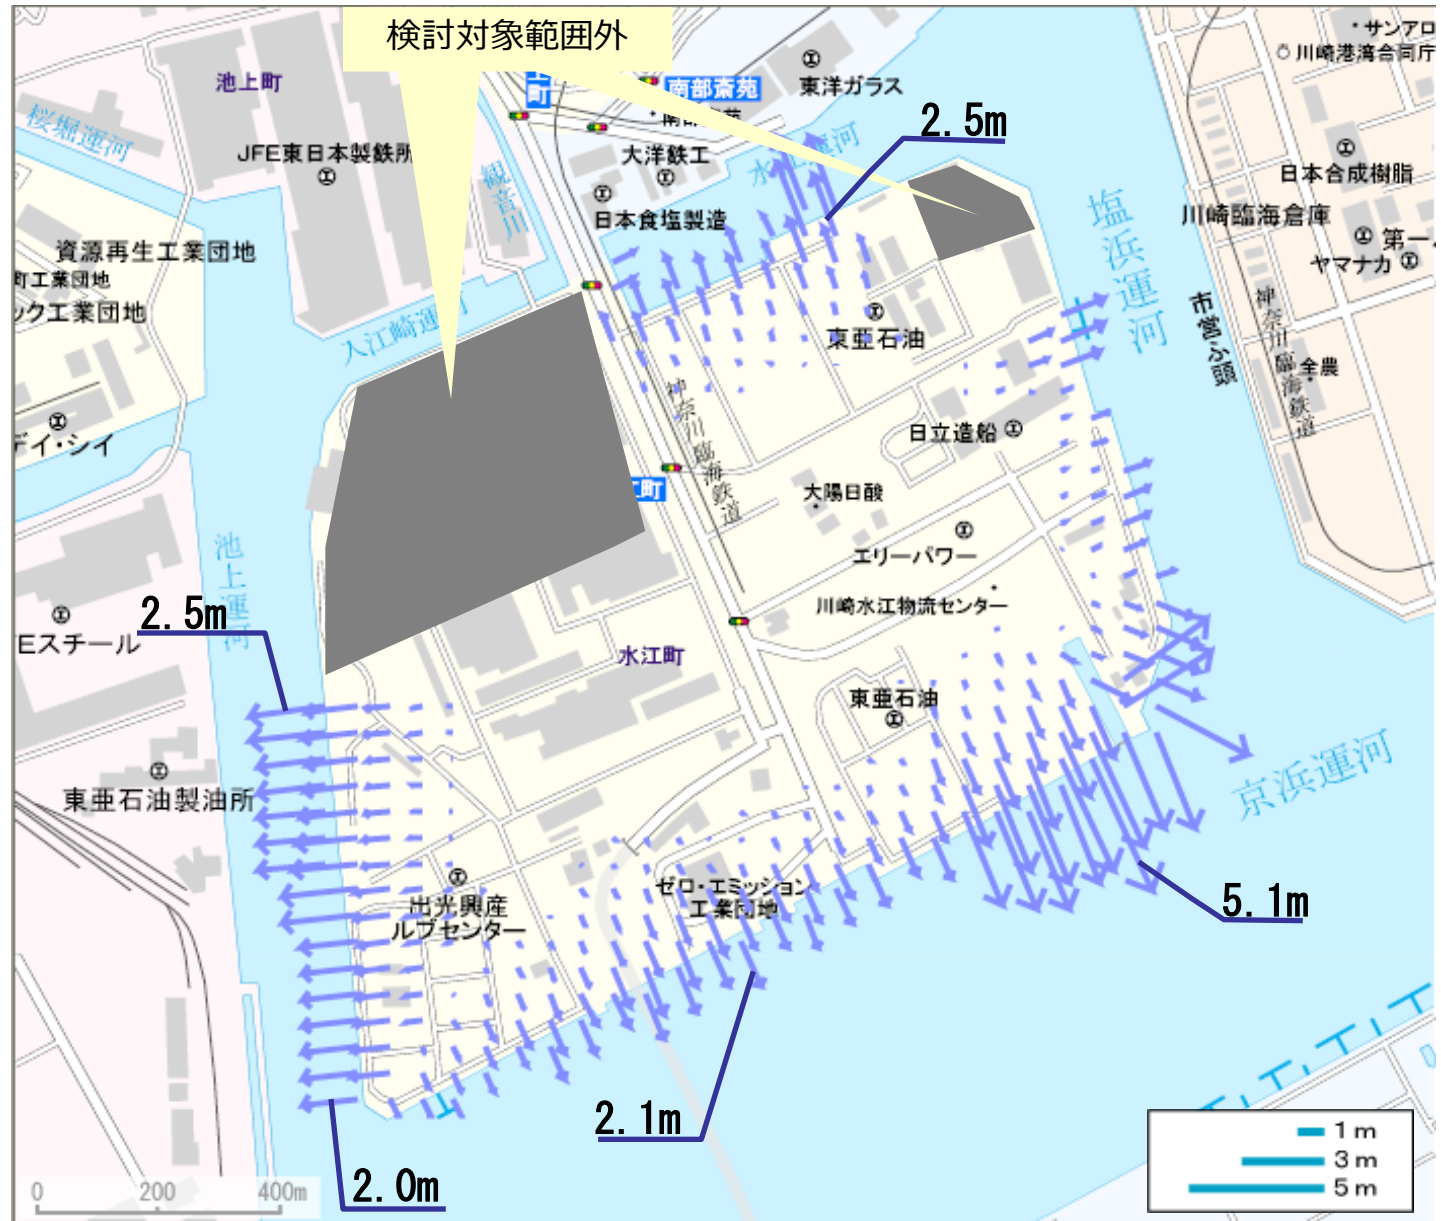 検討対象範囲外
サンアロ
川崎港湾合同庁
池上町
町
南部斎苑
東洋ガラス
2.5m
桜堀運河
JFE東日本製鉄所
観音川
大洋鉄工
日本食塩製造
塩浜運河
日本合成樹脂
川崎臨海倉庫
第一
ヤマナカ
資源再生工業団地
町工業団地
ック工業団地
入江崎運河
東亜石油
市営ふ頭
神奈川臨海鉄道
全農
デイ・シイ
神奈川臨海鉄道
日立造船
江町
大陽日酸
池上運河
エリーパワー
2.5m
川崎水江物流センター
Eスチール
水江町
東亜石油
東亜石油製油所
京浜運河
出光興産
ルブセンター
ゼロ・エミッション
工業団地
5.1m
2.1m
2.0m
0 200 400m
1 m
3 m
5 m